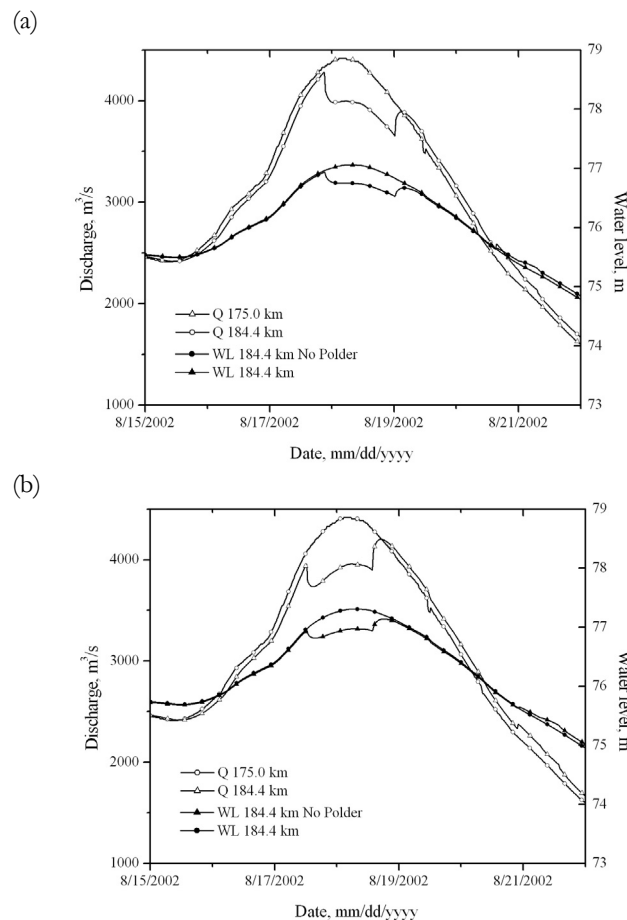 (a)
79
78
77
76
75
74
73
4000
3000
2000
1000
Discharge, m³/s
Water level, m
Q 175.0 km
Q 184.4 km
WL 184.4 km No Polder
WL 184.4 km
8/15/2002
8/17/2002
8/19/2002
8/21/2002
Date, mm/dd/yyyy
(b)
79
78
77
76
75
74
73
4000
3000
2000
1000
Discharge, m³/s
Water level, m
Q 175.0 km
Q 184.4 km
WL 184.4 km No Polder
WL 184.4 km
8/15/2002
8/17/2002
8/19/2002
8/21/2002
Date, mm/dd/yyyy